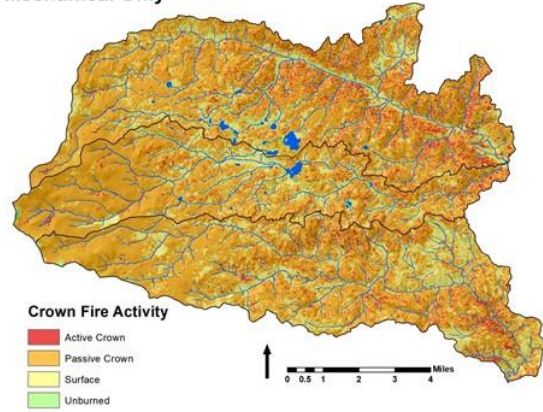 Crown Fire Activity
Active Crown
Passive Crown
Surface
Unburned
Miles
0 0.5 1 2 3 4